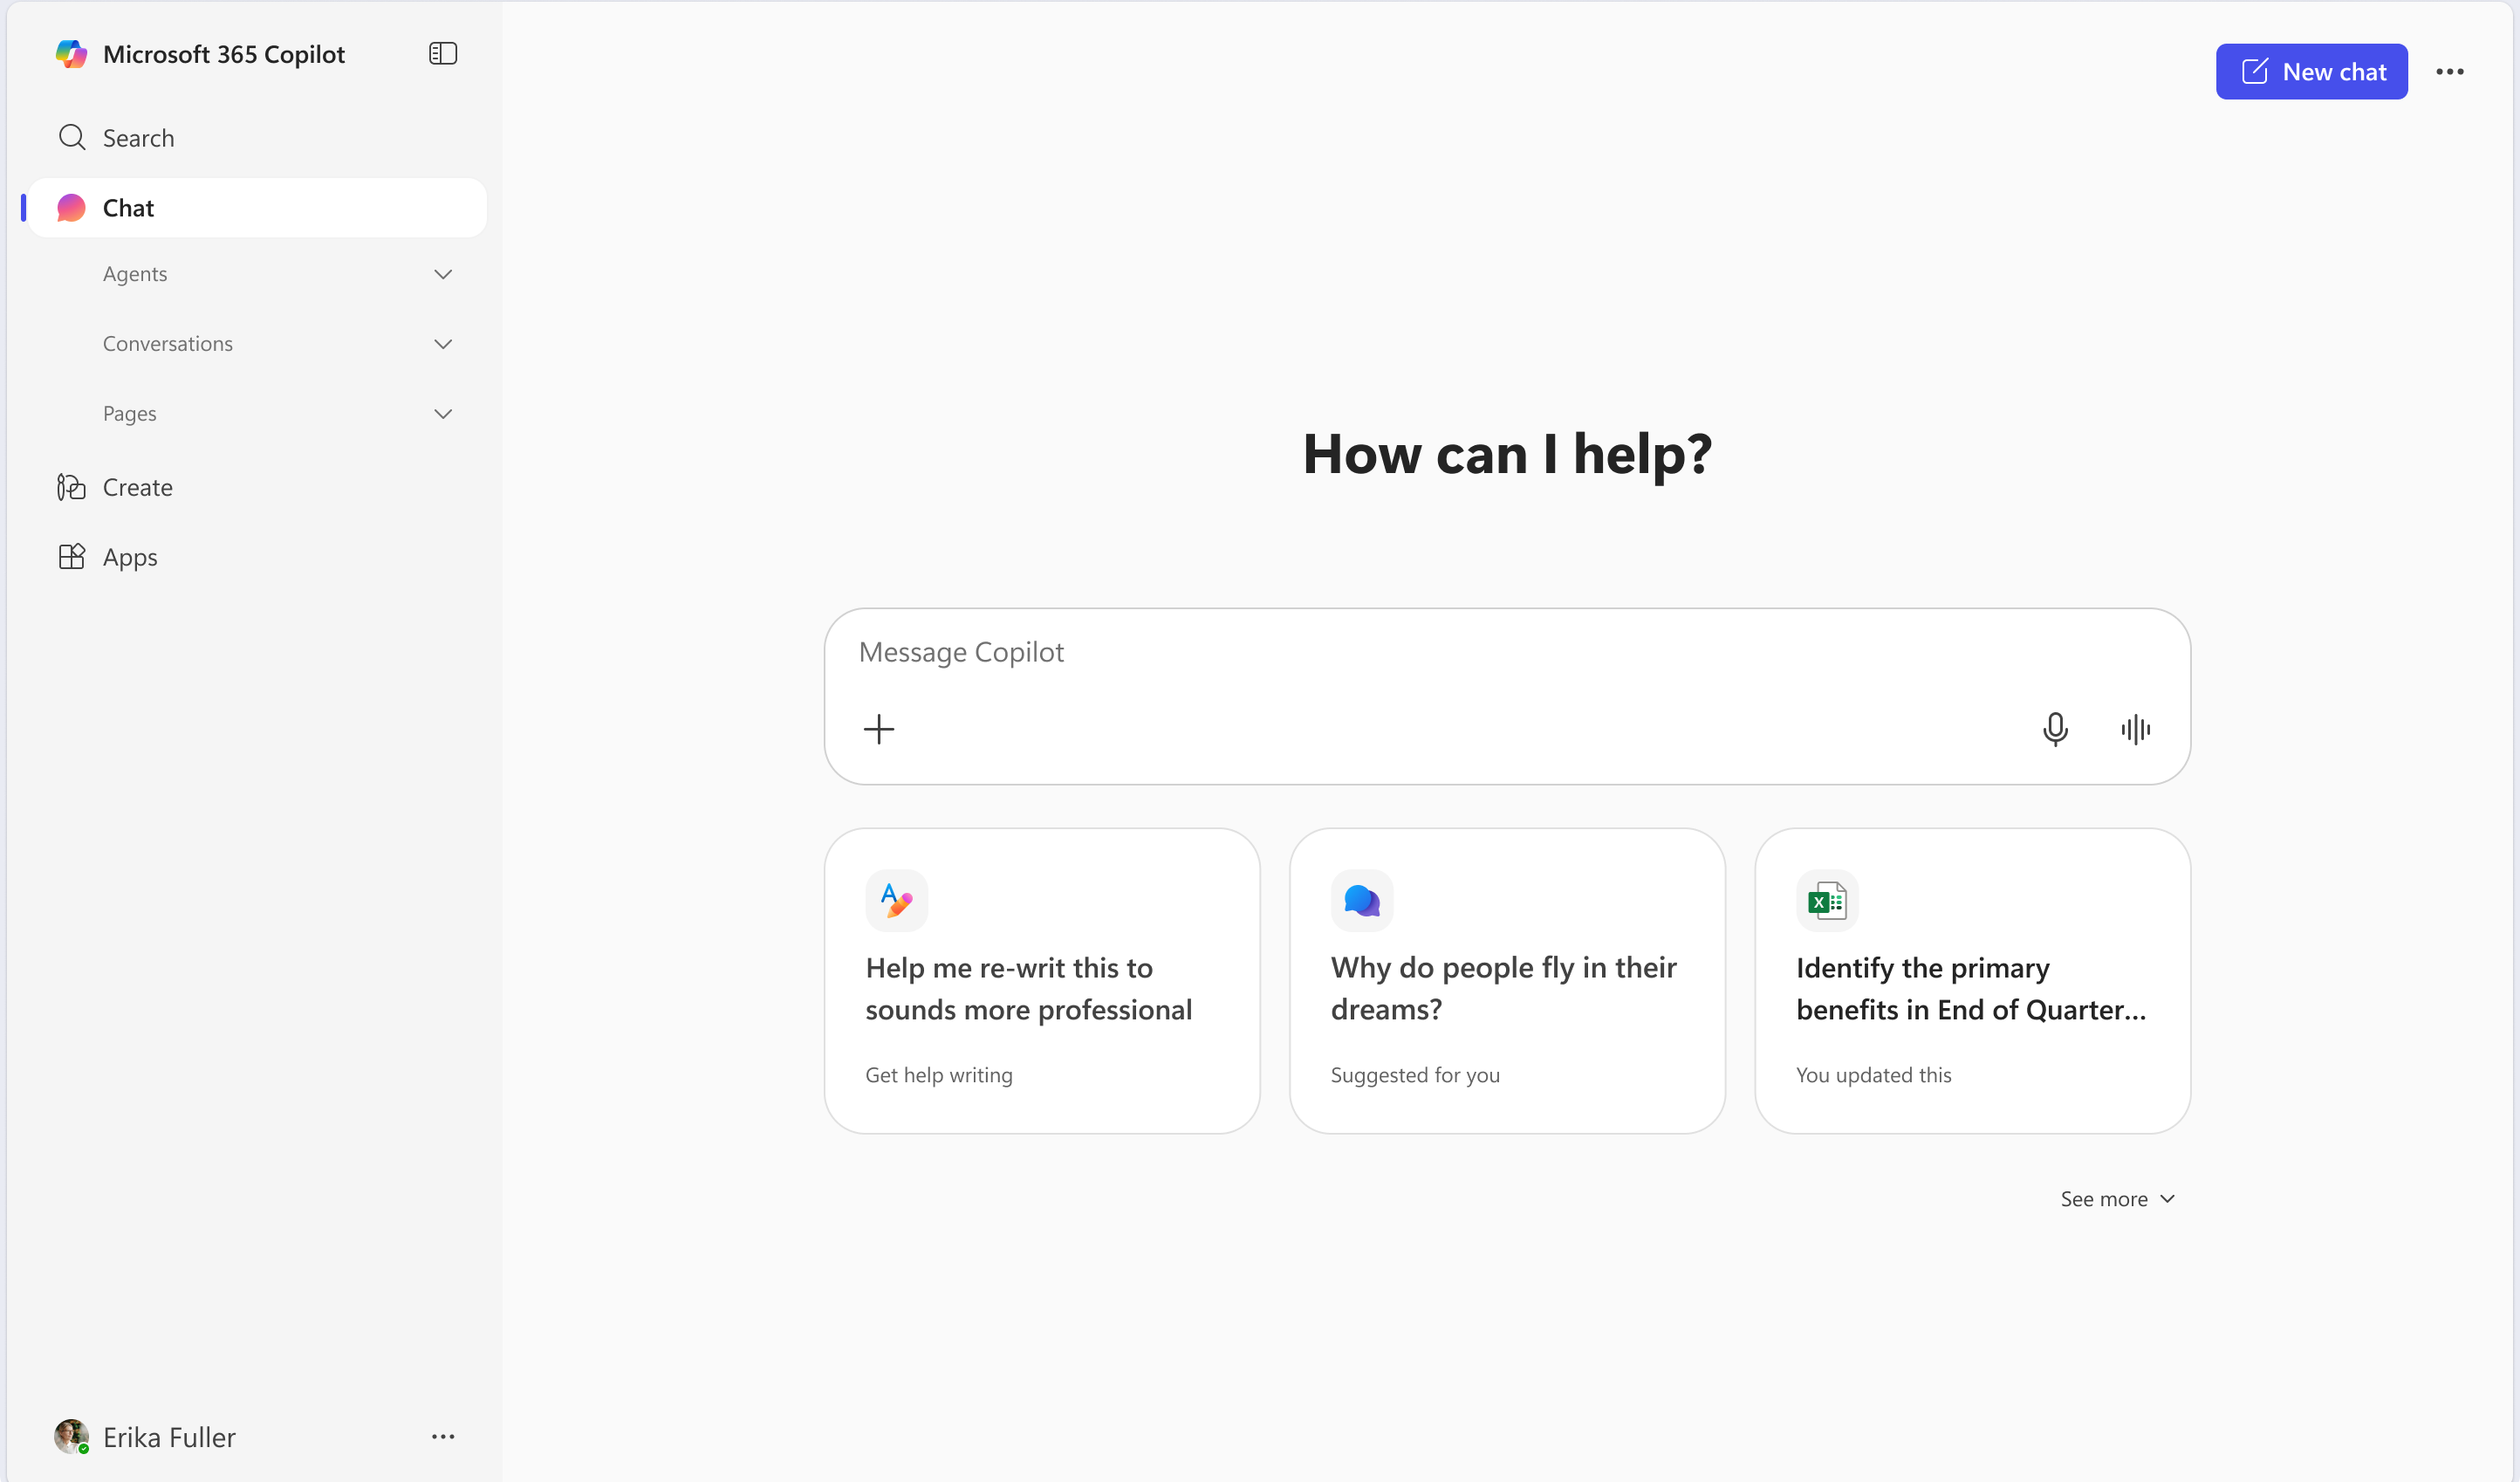 Microsoft 365 Copilot
Search
Chat
Agents
Conversations
Pages
Create
Apps
Erika Fuller
New chat
How can I help?
Message Copilot
Help me re-writ this to
sounds more professional
Get help writing
Why do people fly in their
dreams?
Suggested for you
X
Identify the primary
benefits in End of Quarter...
You updated this
See more